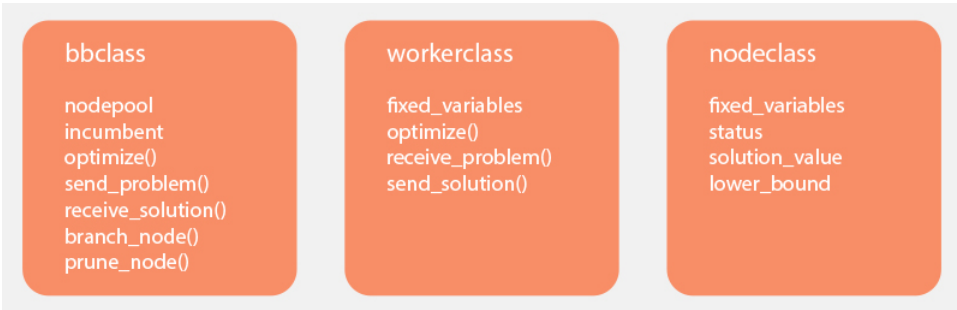 bbclass
nodepool
incumbent
optimize()
send_problem()
receive_solution()
branch_node()
prune_node()
workerclass
fixed_variables
optimize()
receive_problem()
send_solution()
nodeclass
fixed_variables
status
solution_value
lower_bound